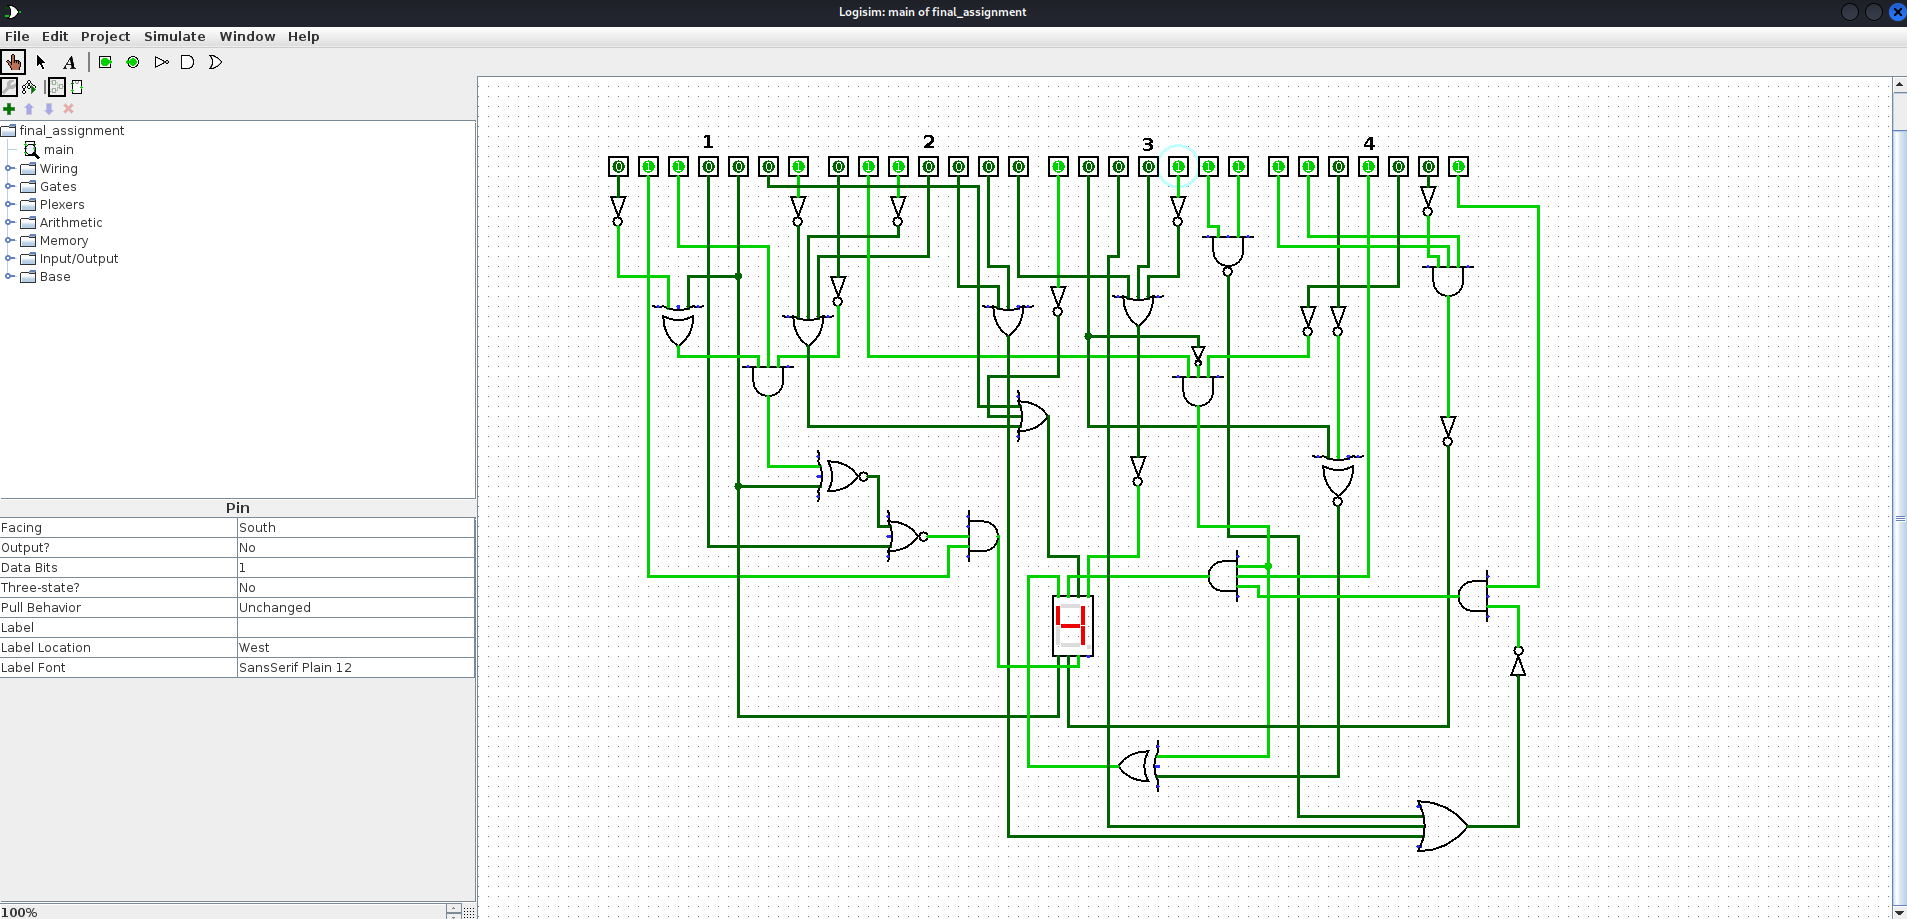 Logisim: main of final_assignment
File Edit Project Simulate Window Help
A
final_assignment
main
Wiring
Gates
Plexers
Arithmetic
Memory
Input/Output
Base
Pin
Facing South
Output? No
Data Bits 1
Three-state? No
Pull Behavior Unchanged
Label
Label Location West
Label Font SansSerif Plain 12
100%
1 2 3 4
0 1 1 0 0 0 1 0 1 1 0 0 0 0 1 0 0 0 1 1 1 1 1 0 1 0 0 1
4